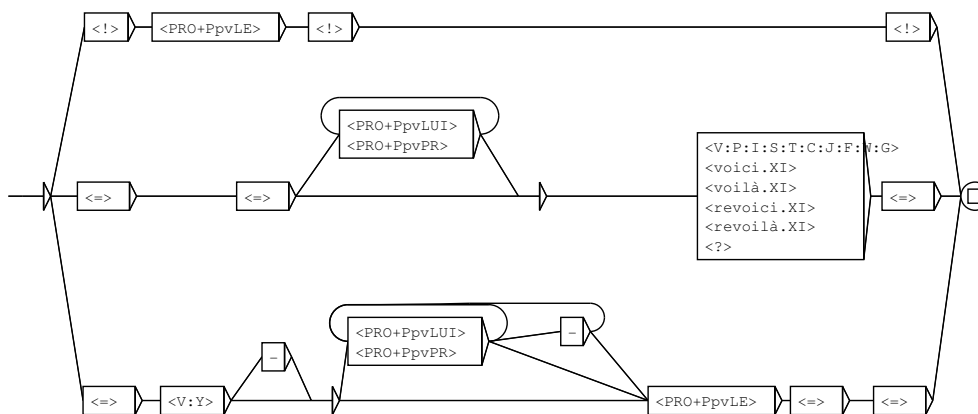 <!> <PRO+PpvLE> <!> <!>
<PRO+PpvLUI>
<PRO+PpvPR>
<=> <=>
<V:P:I:S:T:C:J:F:W:G>
<voici.XI>
<voilà.XI>
<revoici.XI>
<revoilà.XI>
<?>
<=>
<=> <V:Y> -
<PRO+PpvLUI>
<PRO+PpvPR>
-
<PRO+PpvLE> <=> <=>